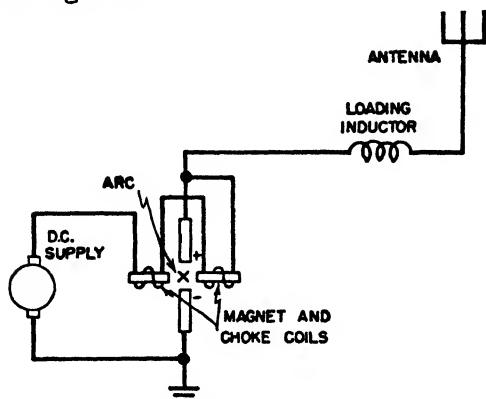 ANTENNA
LOADING
INDUCTOR
ARC
D.C.
SUPPLY
+
-
MAGNET AND
CHOKE COILS